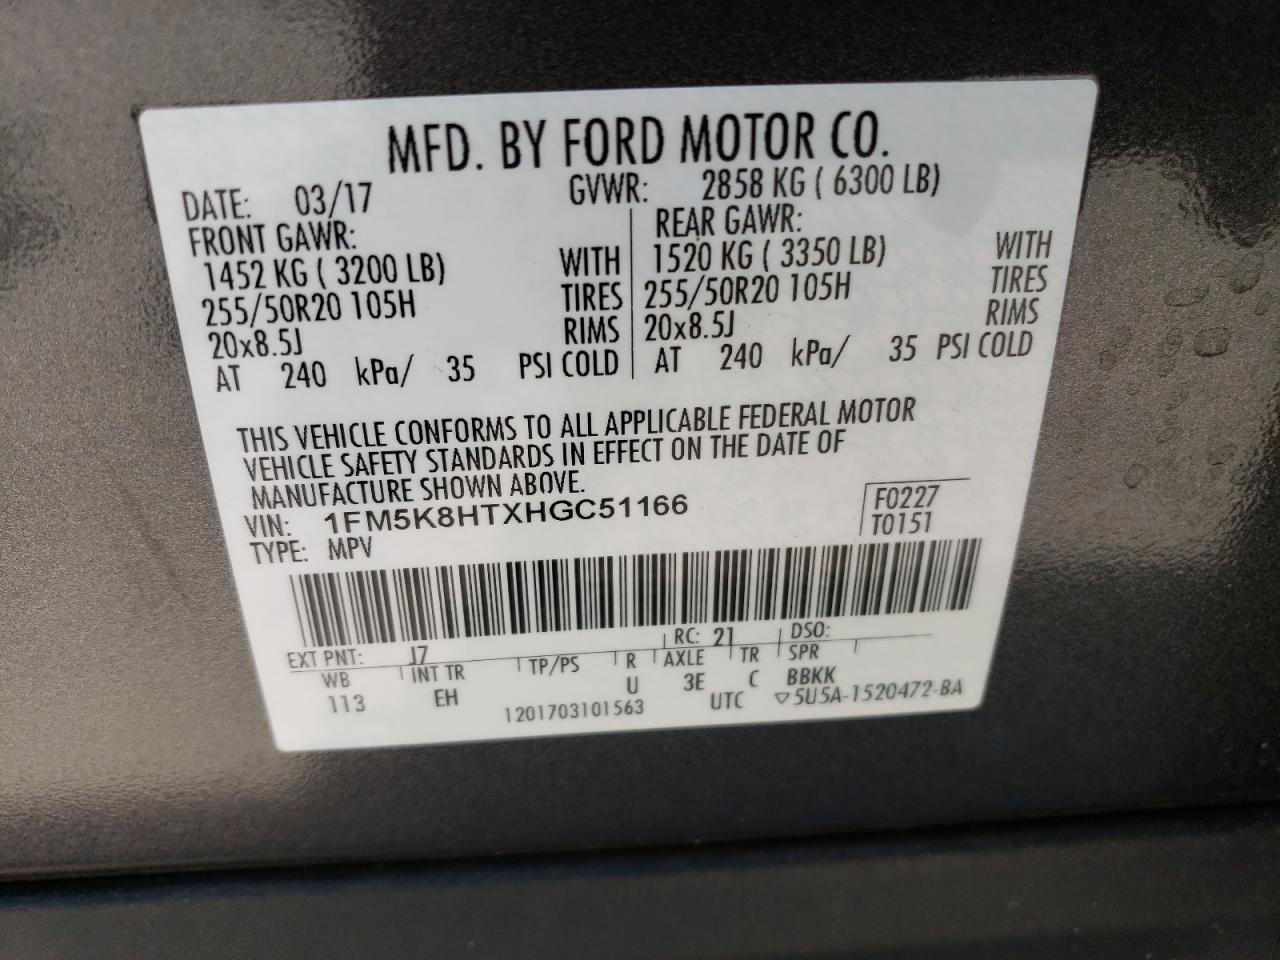 MFD. BY FORD MOTOR CO.
DATE: 03/17 GVWR: 2858 KG ( 6300 LB)
FRONT GAWR: REAR GAWR:
1452 KG ( 3200 LB) WITH 1520 KG ( 3350 LB) WITH
255/50R20 105H TIRES 255/50R20 105H TIRES
20x8.5J RIMS 20x8.5J RIMS
AT 240 kPa/ 35 PSI COLD AT 240 kPa/ 35 PSI COLD
THIS VEHICLE CONFORMS TO ALL APPLICABLE FEDERAL MOTOR
VEHICLE SAFETY STANDARDS IN EFFECT ON THE DATE OF
MANUFACTURE SHOWN ABOVE.
VIN: 1FM5K8HTXHGC51166 F0227
TYPE: MPV T0151
EXT PNT: J7 RC: 21 DSO:
WB INT TR TP/PS R AXLE TR SPR
113 EH U 3E C BBKK
1201703101563 UTC ▽5U5A-1520472-BA